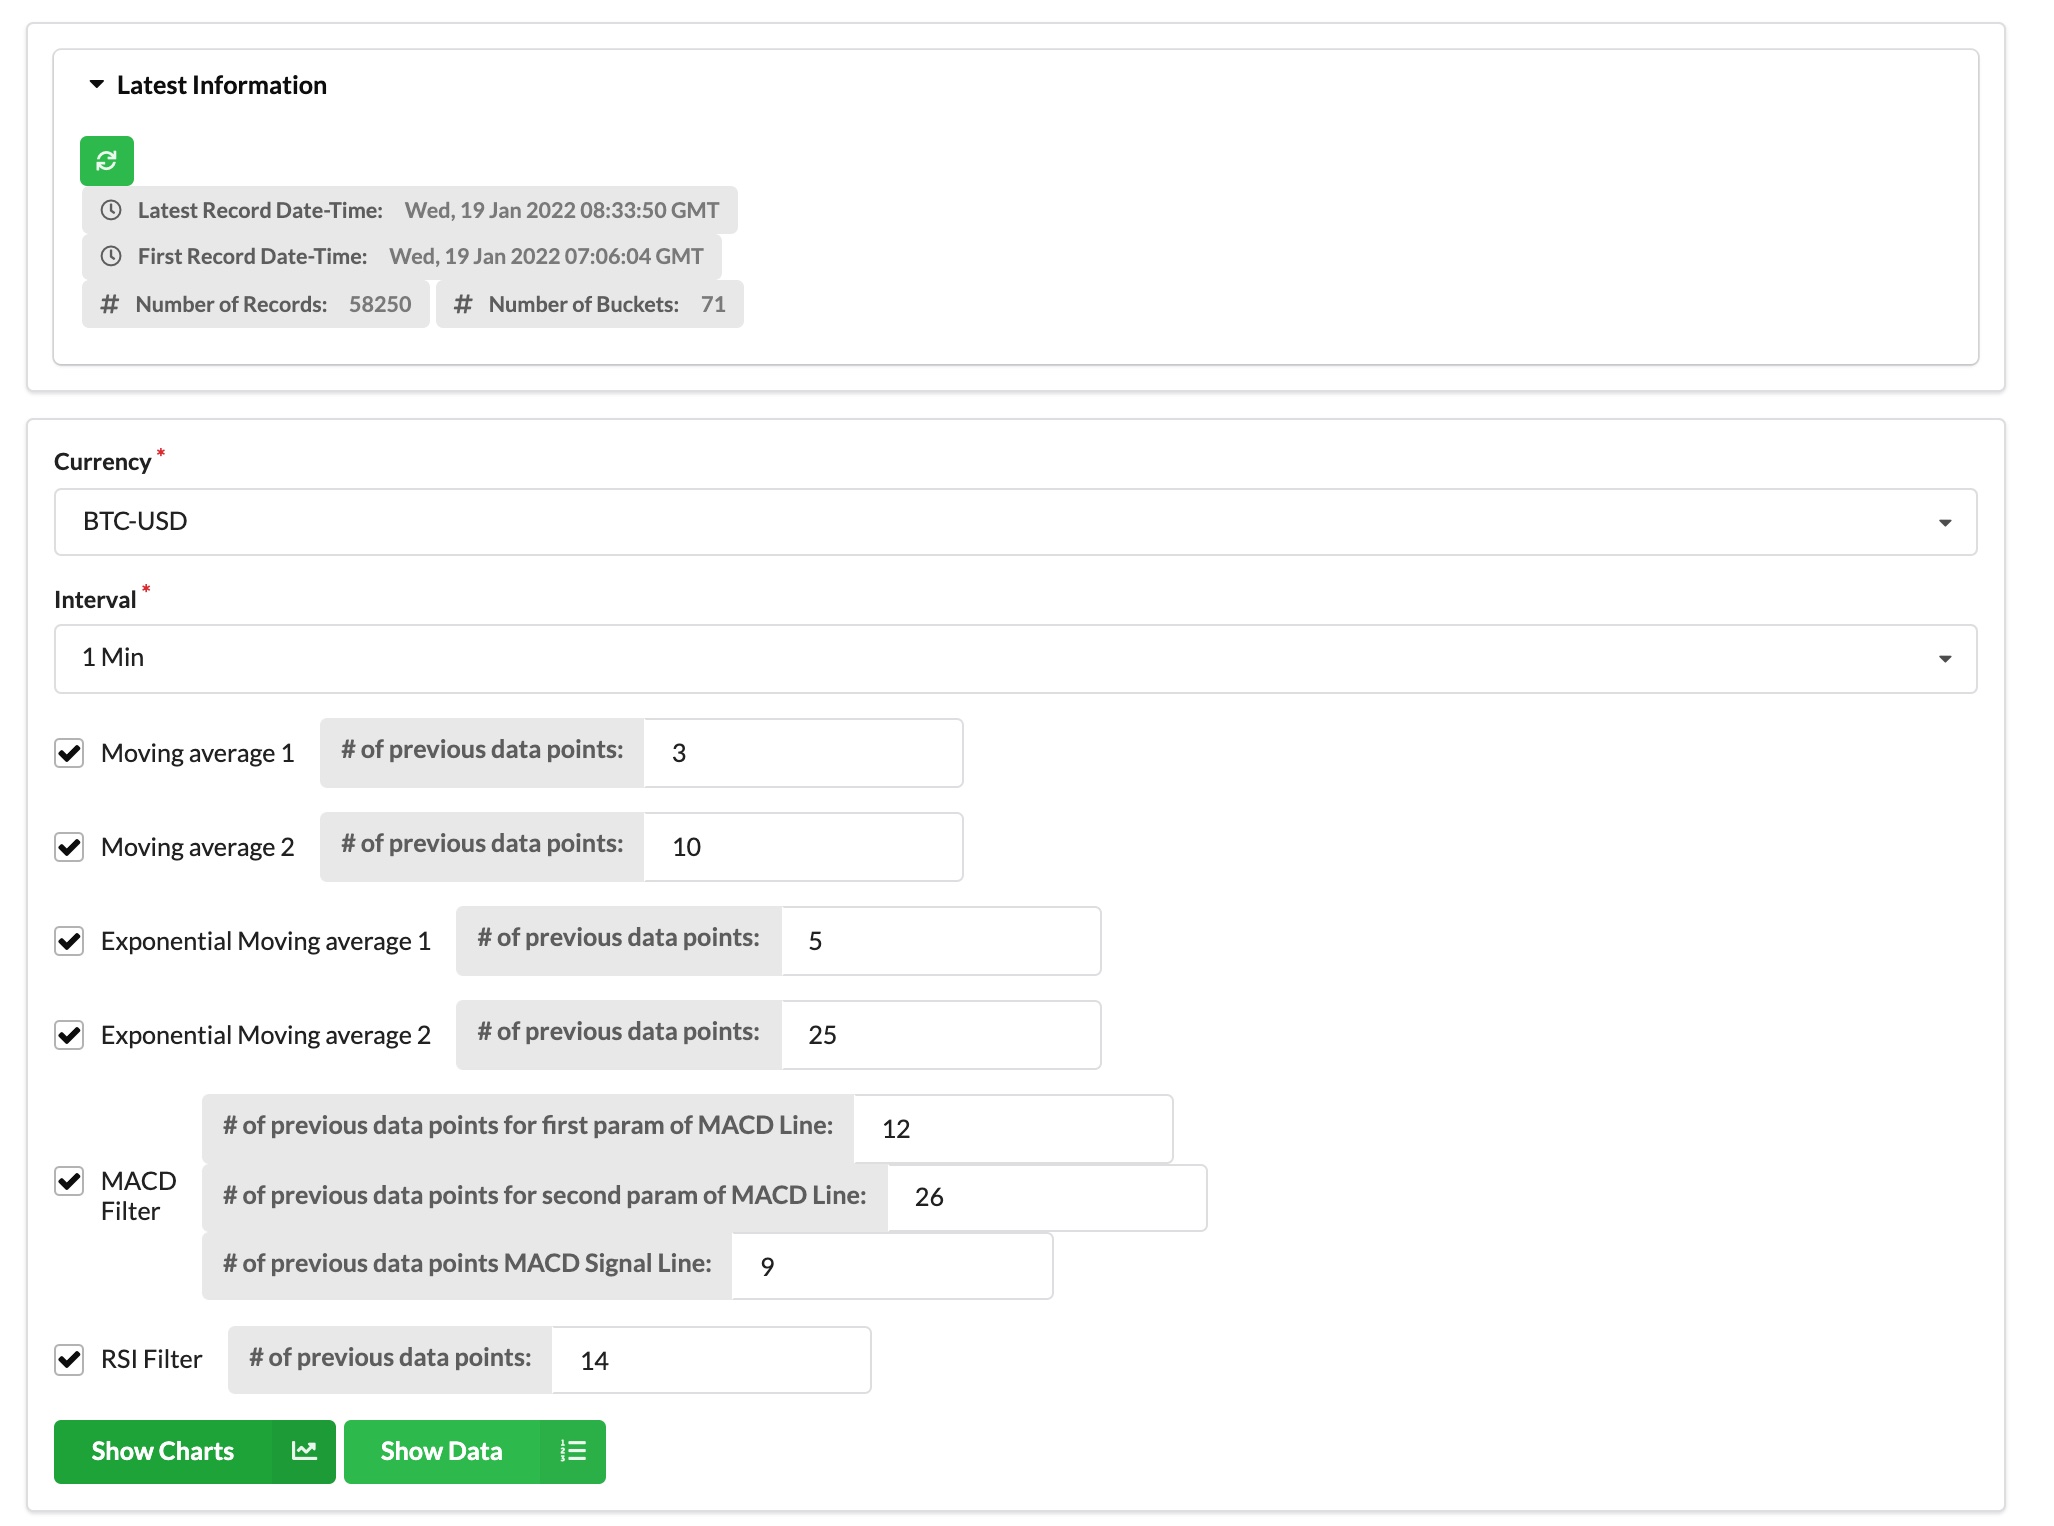 Latest Information
Latest Record Date-Time: Wed, 19 Jan 2022 08:33:50 GMT
First Record Date-Time: Wed, 19 Jan 2022 07:06:04 GMT
# Number of Records: 58250 # Number of Buckets: 71
Currency *
BTC-USD
Interval *
1 Min
Moving average 1 # of previous data points: 3
Moving average 2 # of previous data points: 10
Exponential Moving average 1 # of previous data points: 5
Exponential Moving average 2 # of previous data points: 25
MACD Filter
# of previous data points for first param of MACD Line: 12
# of previous data points for second param of MACD Line: 26
# of previous data points MACD Signal Line: 9
RSI Filter # of previous data points: 14
Show Charts Show Data